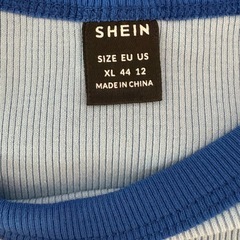 SHEIN
SIZE EU US
XL 44 12
MADE IN CHINA